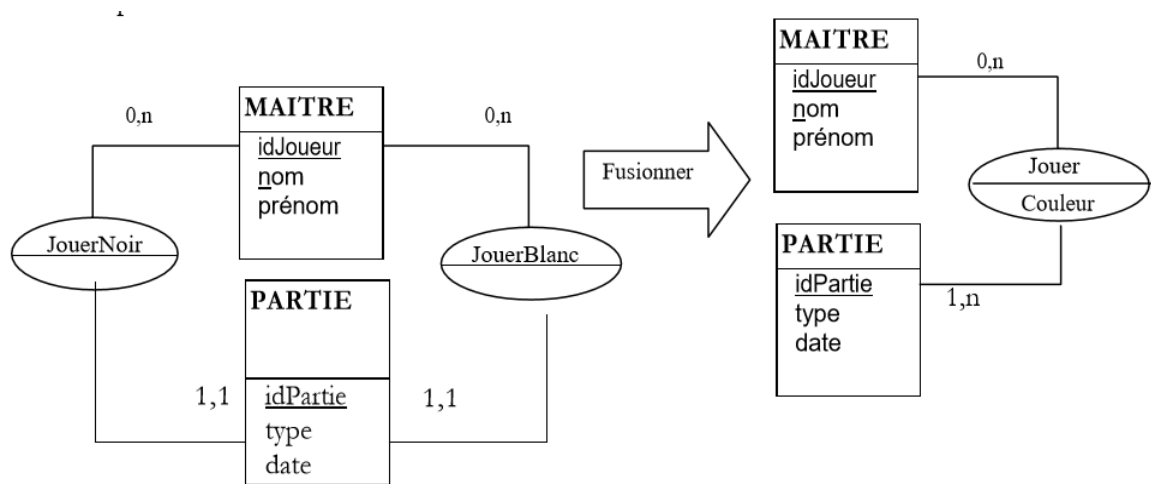 MAITRE
idJoueur
nom
prénom
0,n
0,n
JouerNoir
JouerBlanc
PARTIE
idPartie
type
date
1,1
1,1
Fusionner
MAITRE
idJoueur
nom
prénom
0,n
Jouer
Couleur
PARTIE
idPartie
type
date
1,n